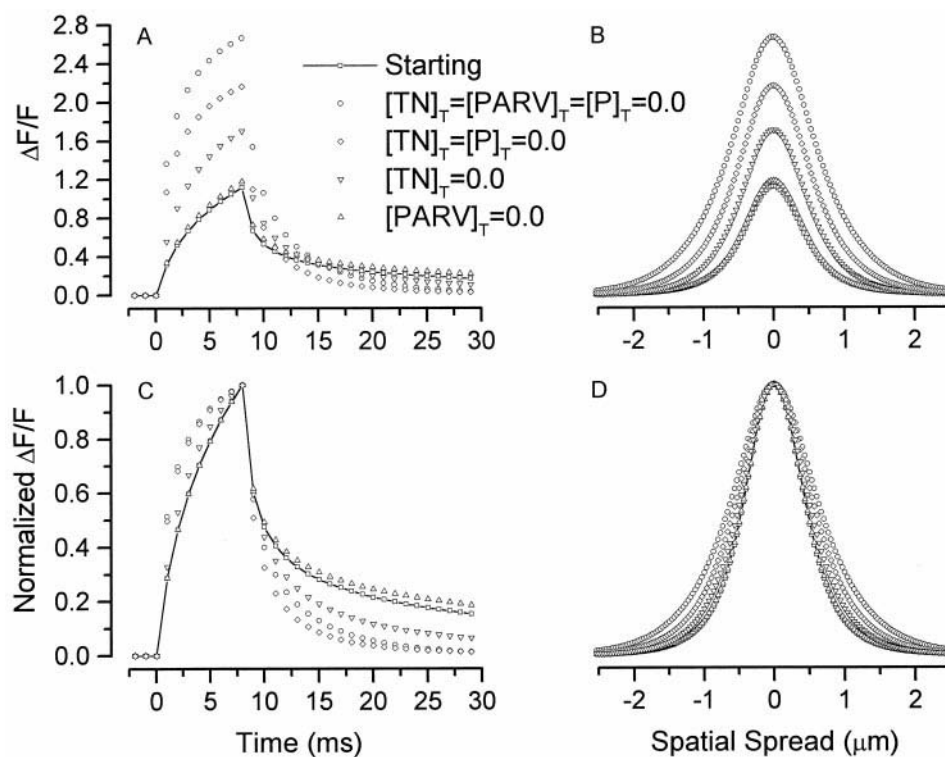 A
B
2.8
2.4
2.0
1.6
1.2
0.8
0.4
0.0
ΔF/F
Starting
[TN]T=[PARV]T=[P]T=0.0
[TN]T=[P]T=0.0
[TN]T=0.0
[PARV]T=0.0
0 5 10 15 20 25 30
-2 -1 0 1 2
C
D
1.0
0.8
0.6
0.4
0.2
0.0
Normalized ΔF/F
0 5 10 15 20 25 30
-2 -1 0 1 2
Time (ms)
Spatial Spread (μm)